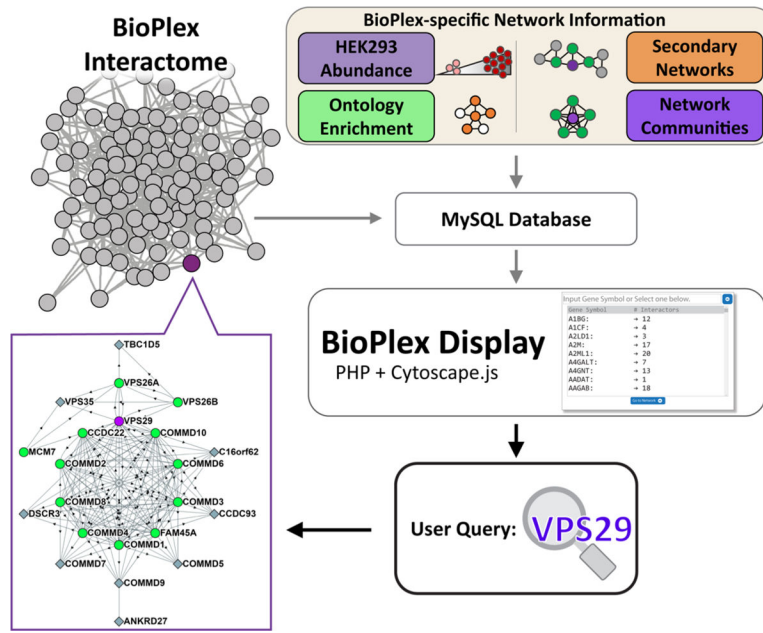 BioPlex
Interactome
BioPlex-specific Network Information
HEK293
Abundance
Secondary
Networks
Ontology
Enrichment
Network
Communities
MySQL Database
BioPlex Display
PHP + Cytoscape.js
Input Gene Symbol or Select one below.
Gene Symbol # Interactors
A1BG: → 12
A1CF: → 4
A2LD1: → 3
A2M: → 17
A2ML1: → 20
A4GALT: → 7
A4GNT: → 13
AADAT: → 1
AAGAB: → 18
User Query: VPS29
TBC1D5
VPS26A
VPS35
VPS26B
VPS29
CCDC22
COMMD10
MCM7
C16orf62
COMMD2
COMMD6
COMMD8
COMMD3
DSCR3
CCDC93
COMMD4
FAM45A
COMMD1
COMMD7
COMMD5
COMMD9
ANKRD27